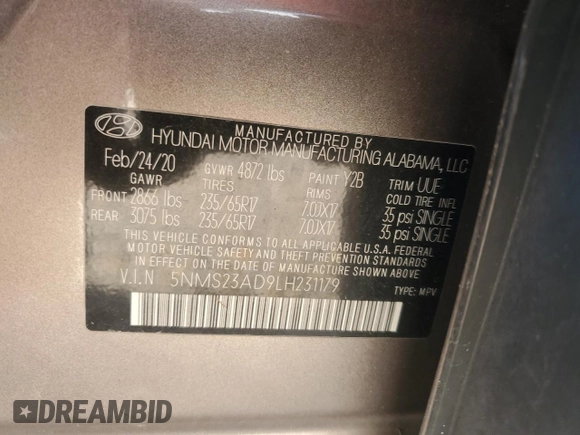 MANUFACTURED BY
HYUNDAI MOTOR MANUFACTURING ALABAMA, LLC
Feb/24/20 GVWR 4872 lbs PAINT Y2B TRIM UUE
GAWR TIRES RIMS COLD TIRE INFL
FRONT 2866 lbs 235/65R17 7.0JX17 35 psi SINGLE
REAR 3075 lbs 235/65R17 7.0JX17 35 psi SINGLE
THIS VEHICLE CONFORMS TO ALL APPLICABLE U.S.A. FEDERAL
MOTOR VEHICLE SAFETY, BUMPER, AND THEFT PREVENTION STANDARDS
IN EFFECT ON THE DATE OF MANUFACTURE SHOWN ABOVE.
V.I.N 5NMS23AD9LH231179
TYPE: MPV
DREAMBID